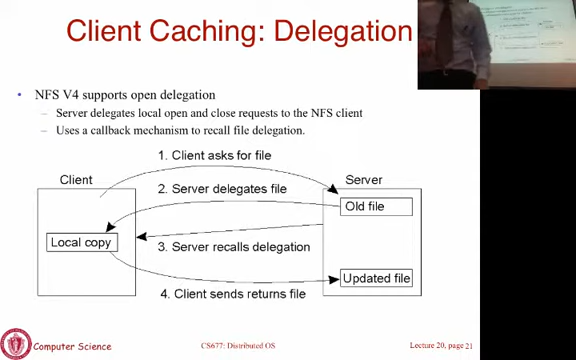 Client Caching: Delegation
• NFS V4 supports open delegation
– Server delegates local open and close requests to the NFS client
– Uses a callback mechanism to recall file delegation.
1. Client asks for file
Client
Server
2. Server delegates file
Old file
Local copy
3. Server recalls delegation
Updated file
4. Client sends returns file
Computer Science
CS677: Distributed OS
Lecture 20, page 21